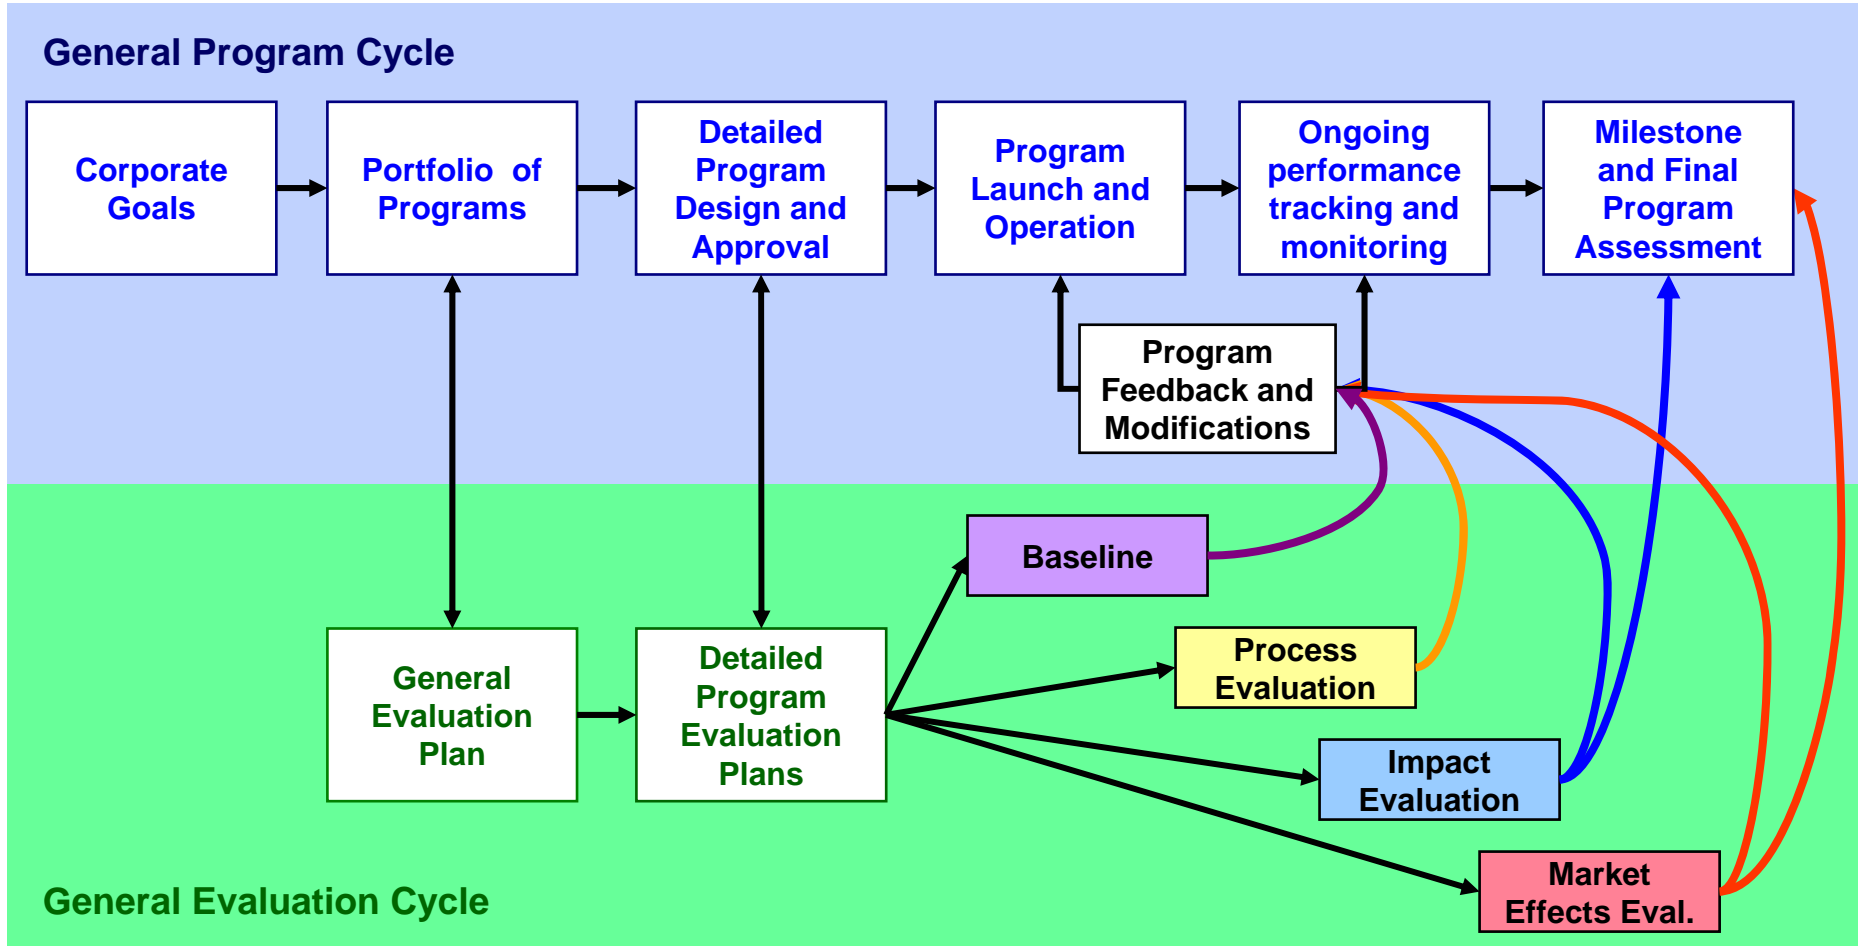 General Program Cycle
Corporate
Goals
Portfolio of
Programs
Detailed
Program
Design and
Approval
Program
Launch and
Operation
Ongoing
performance
tracking and
monitoring
Milestone
and Final
Program
Assessment
Program
Feedback and
Modifications
Baseline
Process
Evaluation
General
Evaluation
Plan
Detailed
Program
Evaluation
Plans
Impact
Evaluation
Market
Effects Eval.
General Evaluation Cycle